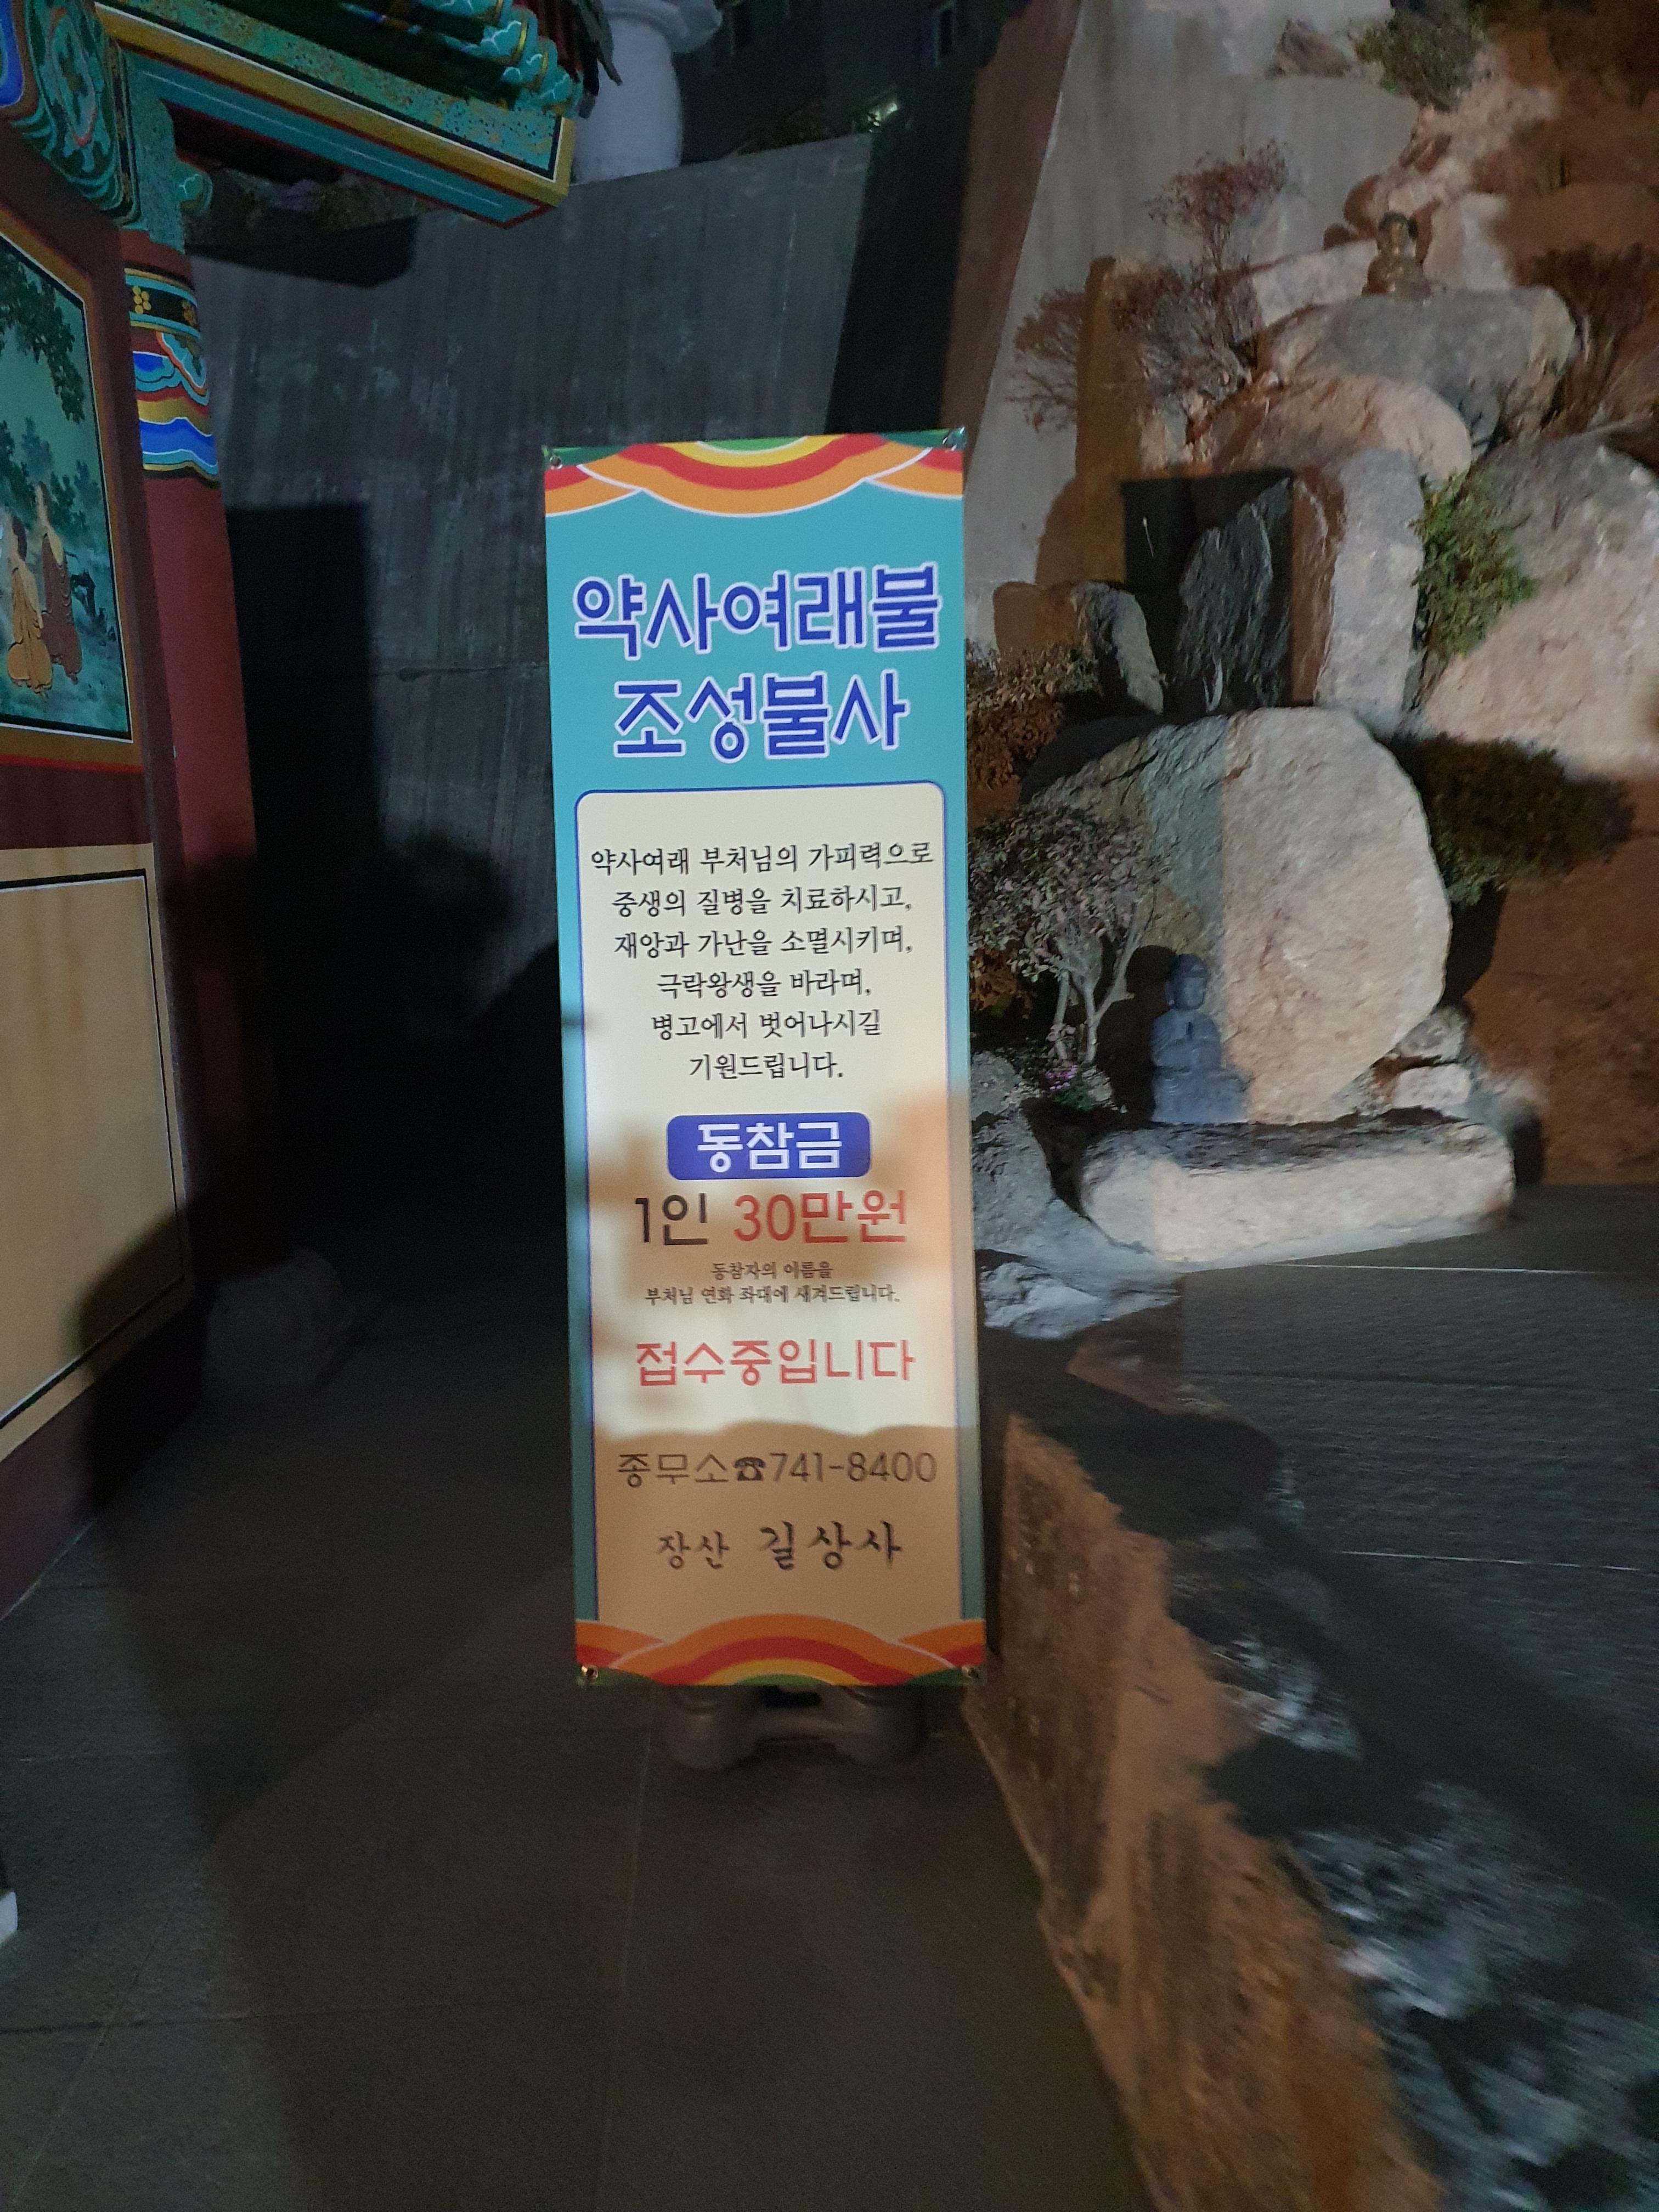 약사여래불
조성불사
약사여래 부처님의 가피력으로
중생의 질병을 치료하시고,
재앙과 가난을 소멸시키며,
극락왕생을 바라며,
병고에서 벗어나시길
기원드립니다.
동참금
1인 30만원
동참자의 이름을
부처님 연화 좌대에 새겨드립니다.
접수중입니다
종무소☎741-8400
장산 길상사